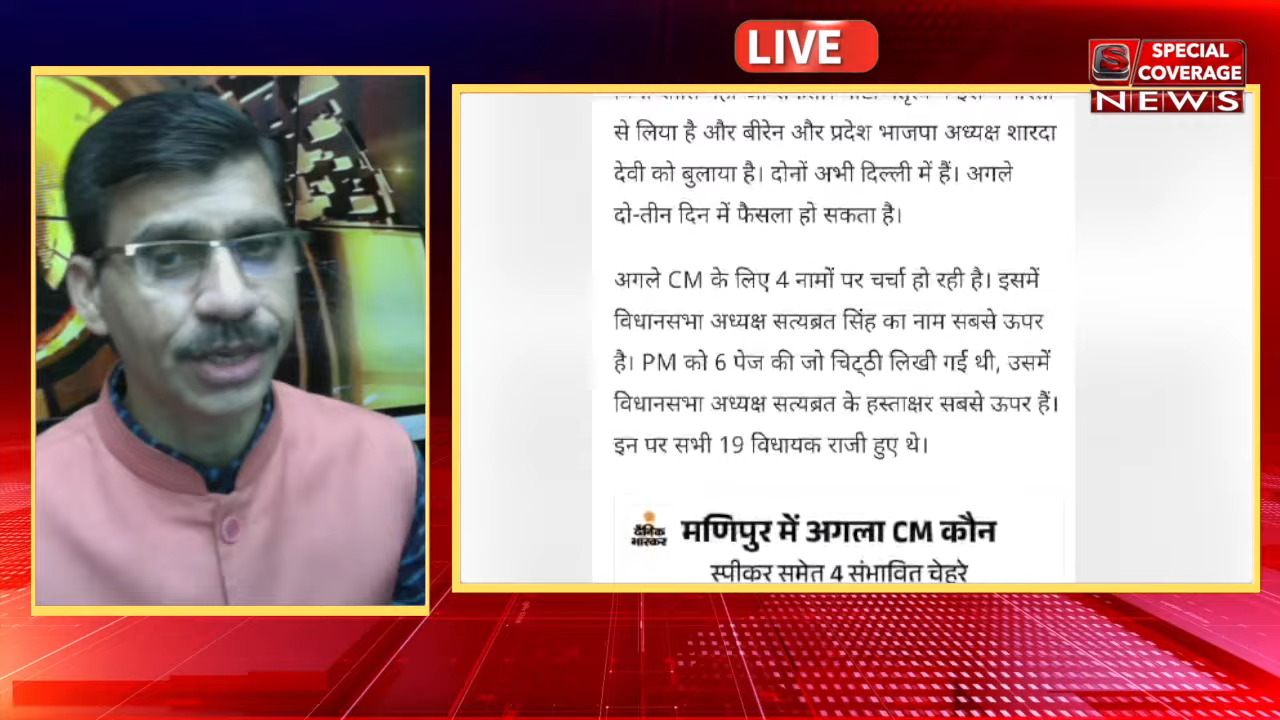 LIVE
SPECIAL
COVERAGE
NEWS
से लिया है और बीरेन और प्रदेश भाजपा अध्यक्ष शारदा
देवी को बुलाया है। दोनों अभी दिल्ली में हैं। अगले
दो-तीन दिन में फैसला हो सकता है।
अगले CM के लिए 4 नामों पर चर्चा हो रही है। इसमें
विधानसभा अध्यक्ष सत्यब्रत सिंह का नाम सबसे ऊपर
है। PM को 6 पेज की जो चिट्ठी लिखी गई थी, उसमें
विधानसभा अध्यक्ष सत्यब्रत के हस्ताक्षर सबसे ऊपर हैं।
इन पर सभी 19 विधायक राजी हुए थे।
दैनिक
भास्कर
मणिपुर में अगला CM कौन
स्पीकर समेत 4 संभावित चेहरे